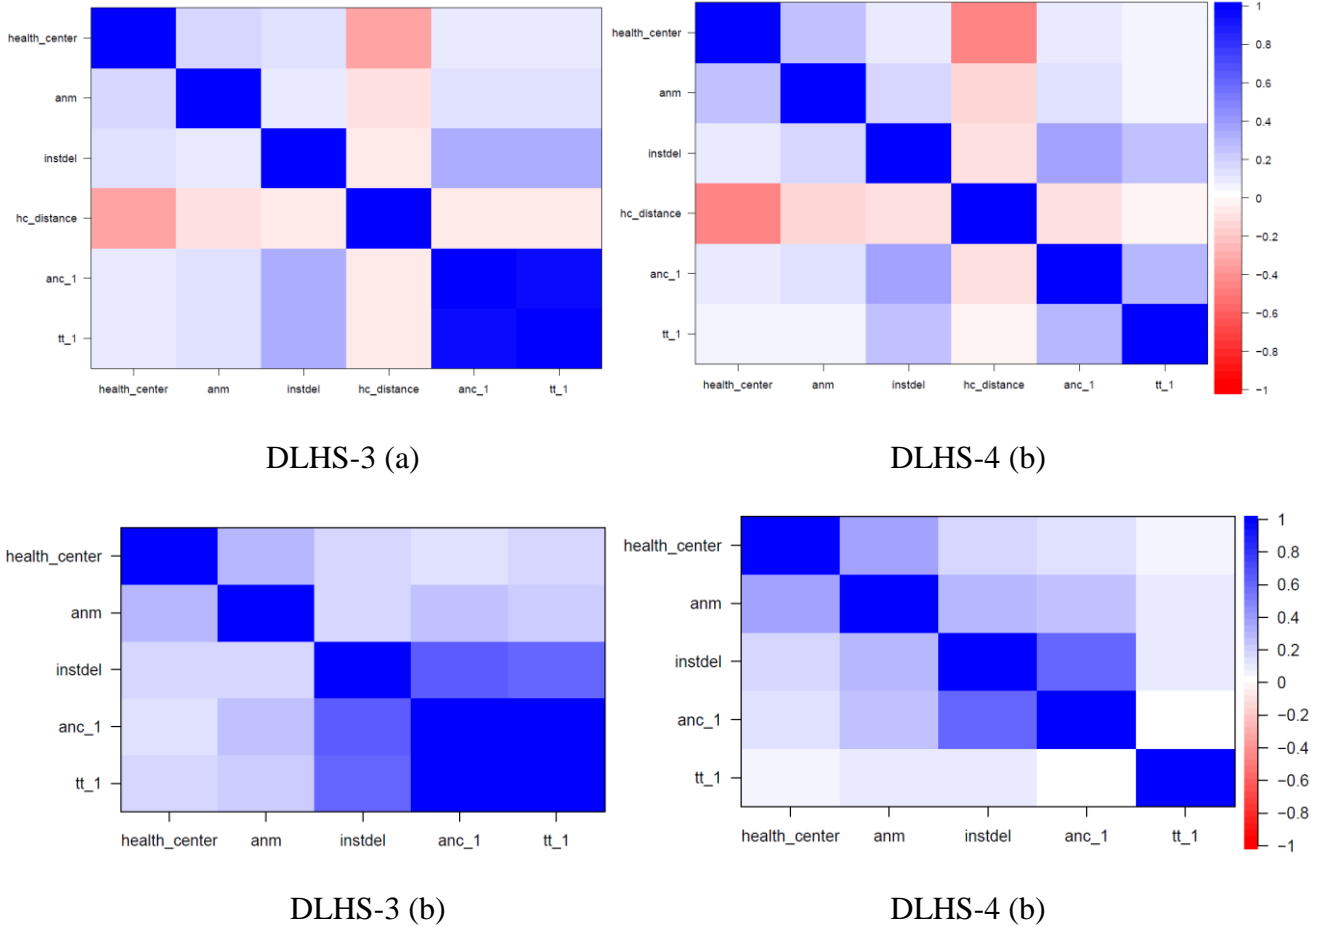 health_center
anm
instdel
hc_distance
anc_1
tt_1
health_center anm instdel hc_distance anc_1 tt_1
DLHS-3 (a)
health_center
anm
instdel
hc_distance
anc_1
tt_1
health_center anm instdel hc_distance anc_1 tt_1
1
0.8
0.6
0.4
0.2
0
−0.2
−0.4
−0.6
−0.8
−1
DLHS-4 (b)
health_center
anm
instdel
anc_1
tt_1
health_center anm instdel anc_1 tt_1
DLHS-3 (b)
health_center
anm
instdel
anc_1
tt_1
health_center anm instdel anc_1 tt_1
1
0.8
0.6
0.4
0.2
0
−0.2
−0.4
−0.6
−0.8
−1
DLHS-4 (b)